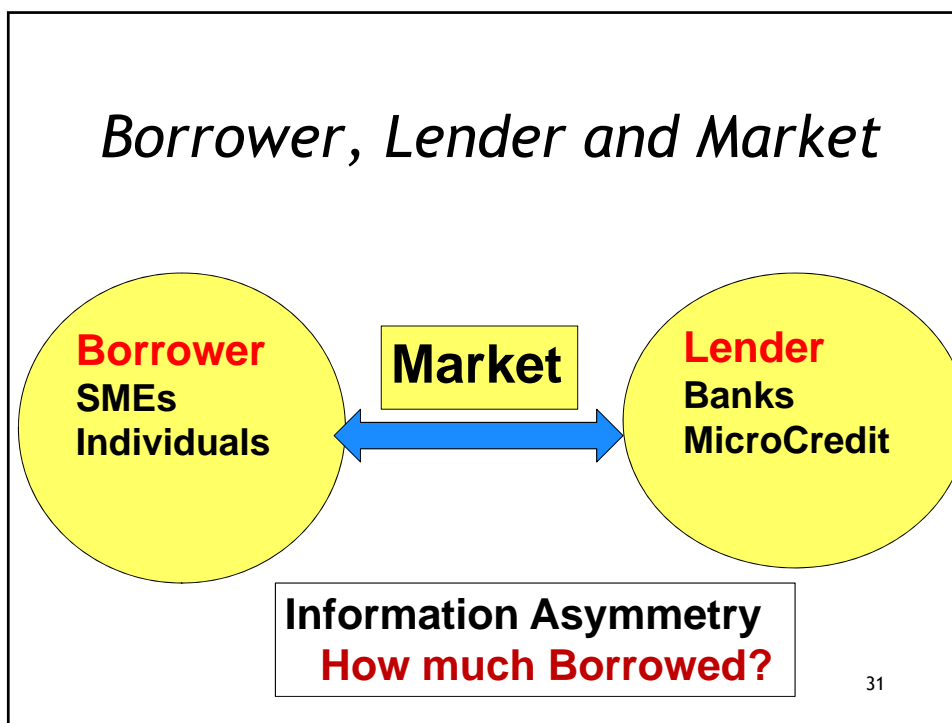 Borrower, Lender and Market
Borrower
SMEs
Individuals
Market
Lender
Banks
MicroCredit
Information Asymmetry
How much Borrowed?
31